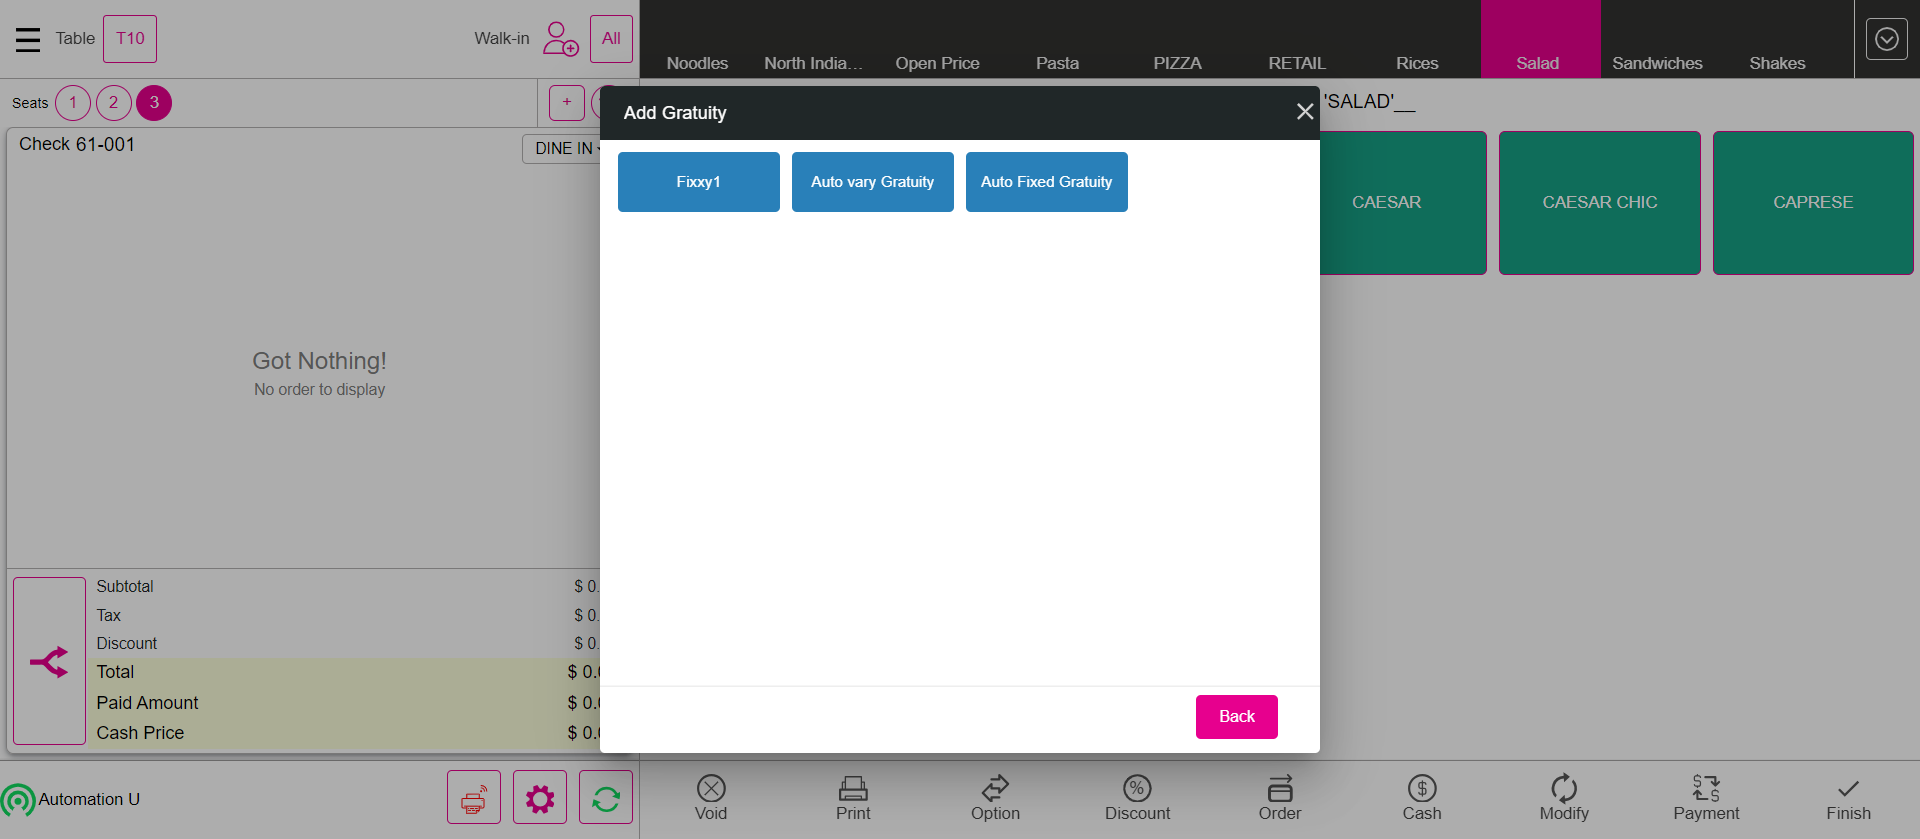 Table T10 Walk-in All
Noodles North India... Open Price Pasta PIZZA RETAIL Rices Salad Sandwiches Shakes
Seats 1 2 3 +
Check 61-001
DINE IN
'SALAD'__
Add Gratuity
Fixxy1 Auto vary Gratuity Auto Fixed Gratuity
CAESAR CAESAR CHIC CAPRESE
Got Nothing!
No order to display
Subtotal $ 0.
Tax $ 0.
Discount $ 0.
Total $ 0.
Paid Amount $ 0.
Cash Price $ 0.
Back
Automation U
Void Print Option Discount Order Cash Modify Payment Finish